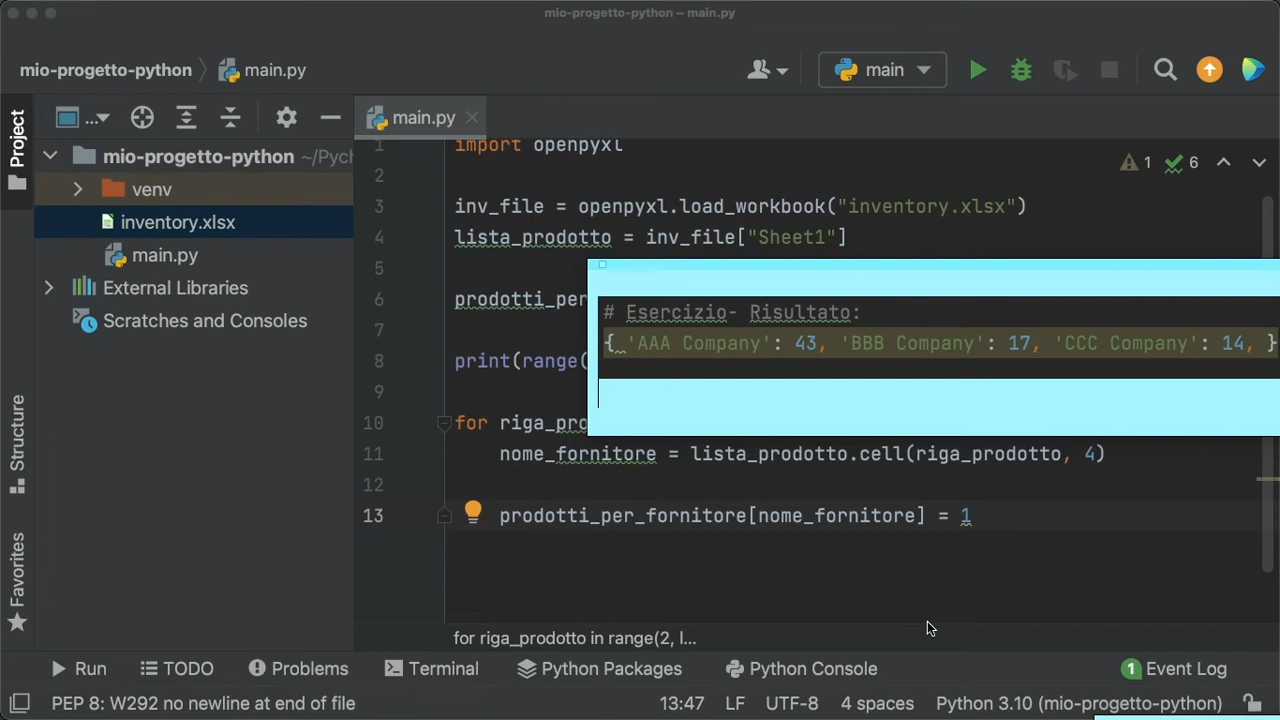 mio-progetto-python – main.py
mio-progetto-python
main.py
main
...
main.py
Project
mio-progetto-python ~/Pych
venv
inventory.xlsx
main.py
External Libraries
Scratches and Consoles
Structure
Favorites
1 import openpyxl
1 6
2
3 inv_file = openpyxl.load_workbook("inventory.xlsx")
4 lista_prodotto = inv_file["Sheet1"]
5
6 prodotti_per
7
8 print(range(
9
10 for riga_pro
11 nome_fornitore = lista_prodotto.cell(riga_prodotto, 4)
12
13 prodotti_per_fornitore[nome_fornitore] = 1
# Esercizio- Risultato:
{ 'AAA Company': 43, 'BBB Company': 17, 'CCC Company': 14, }
for riga_prodotto in range(2, l...
Run TODO Problems Terminal Python Packages Python Console 1 Event Log
PEP 8: W292 no newline at end of file 13:47 LF UTF-8 4 spaces Python 3.10 (mio-progetto-python)